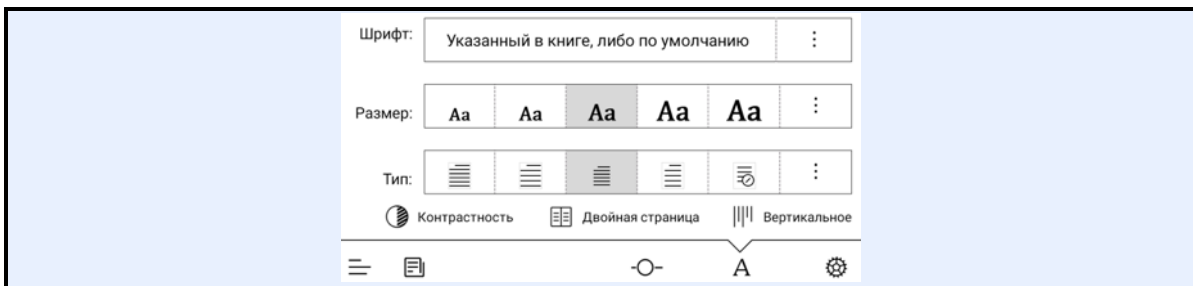 Шрифт: Указанный в книге, либо по умолчанию
Размер: Aa Aa Aa Aa Aa
Тип:
Контрастность Двойная страница Вертикальное
A